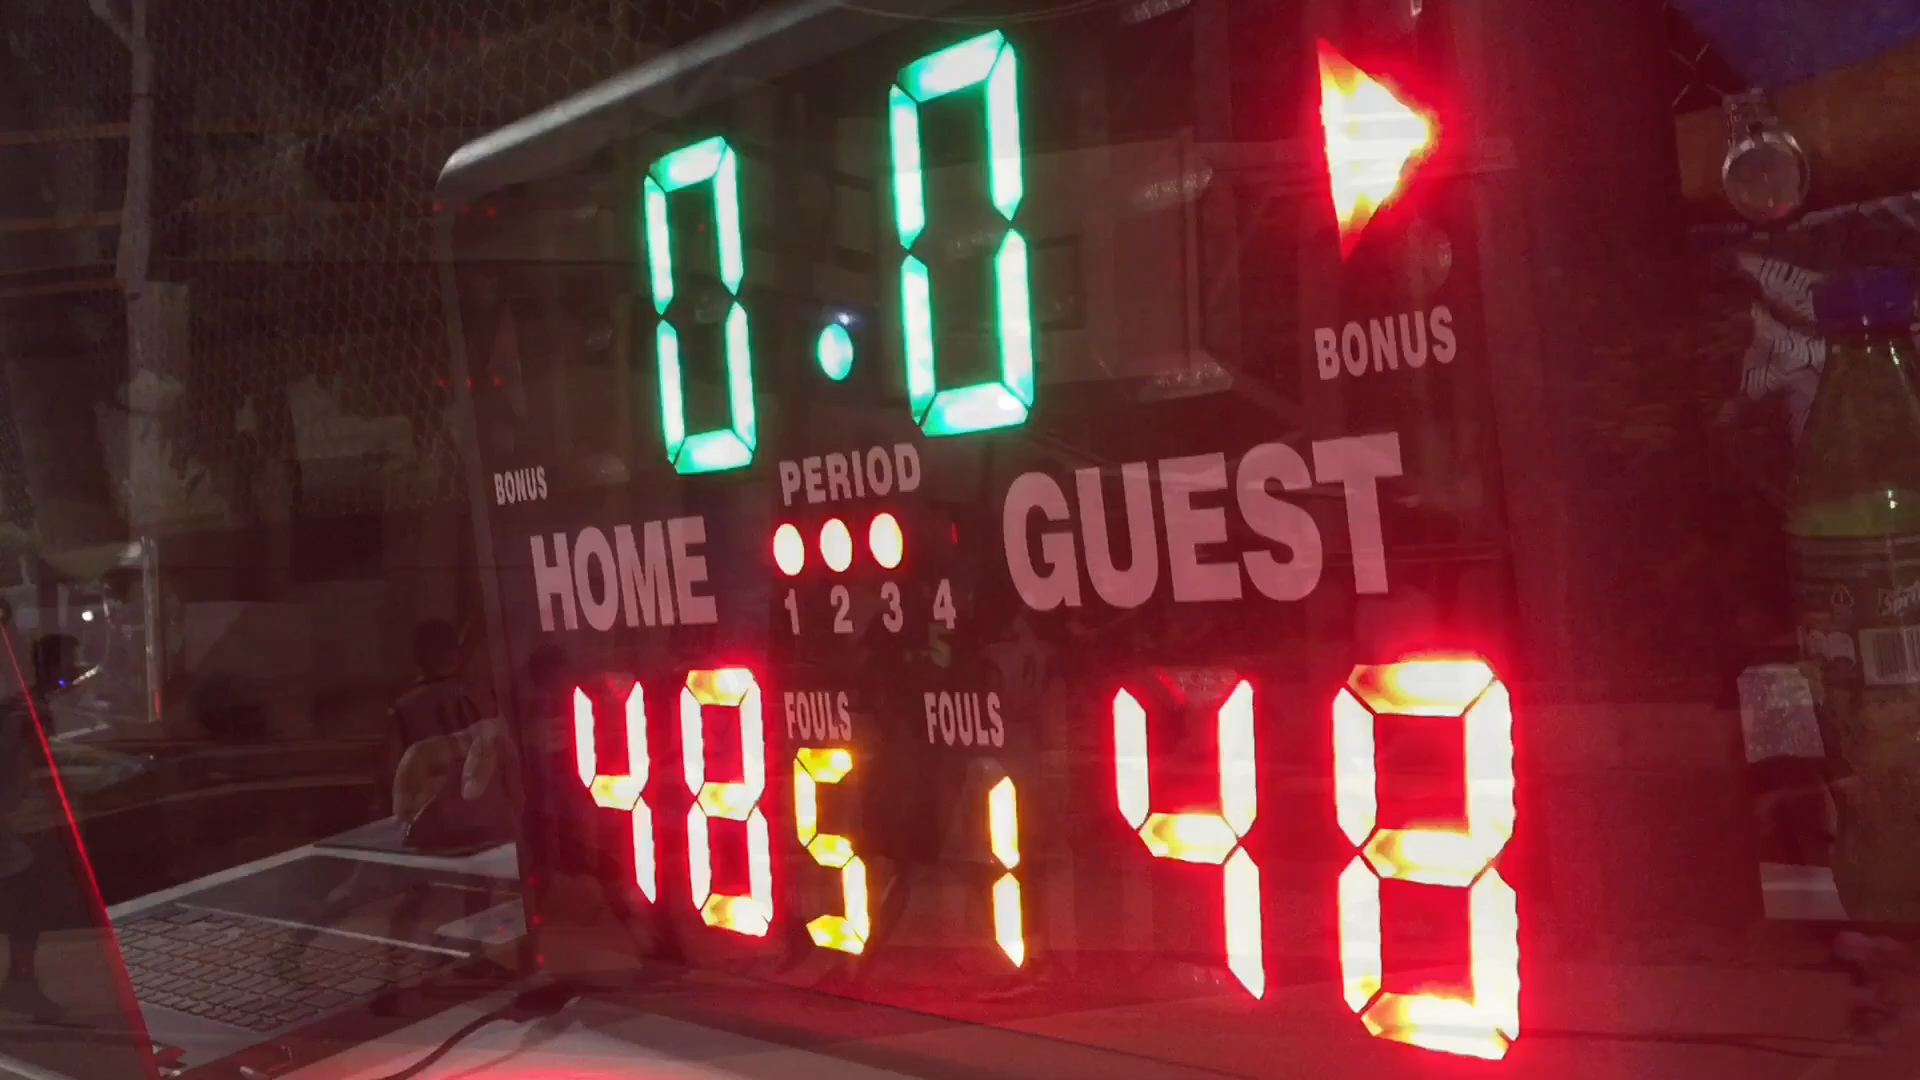 0.0
BONUS
BONUS
PERIOD
HOME
GUEST
1 2 3 4
FOULS
FOULS
48
5
1
48